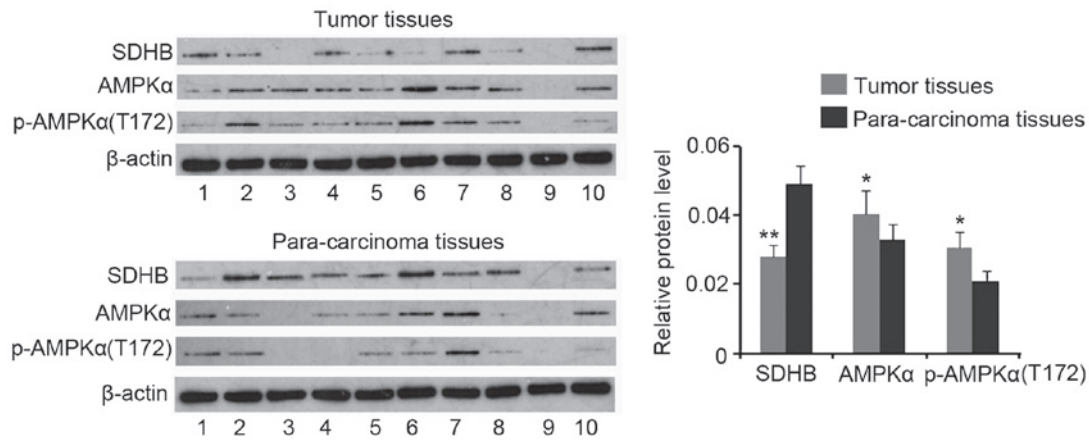 Tumor tissues
SDHB
AMPKα
p-AMPKα(T172)
β-actin
1 2 3 4 5 6 7 8 9 10
Para-carcinoma tissues
SDHB
AMPKα
p-AMPKα(T172)
β-actin
1 2 3 4 5 6 7 8 9 10
Tumor tissues
Para-carcinoma tissues
Relative protein level
0.06
0.04
0.02
0
**
*
*
SDHB AMPKα p-AMPKα(T172)